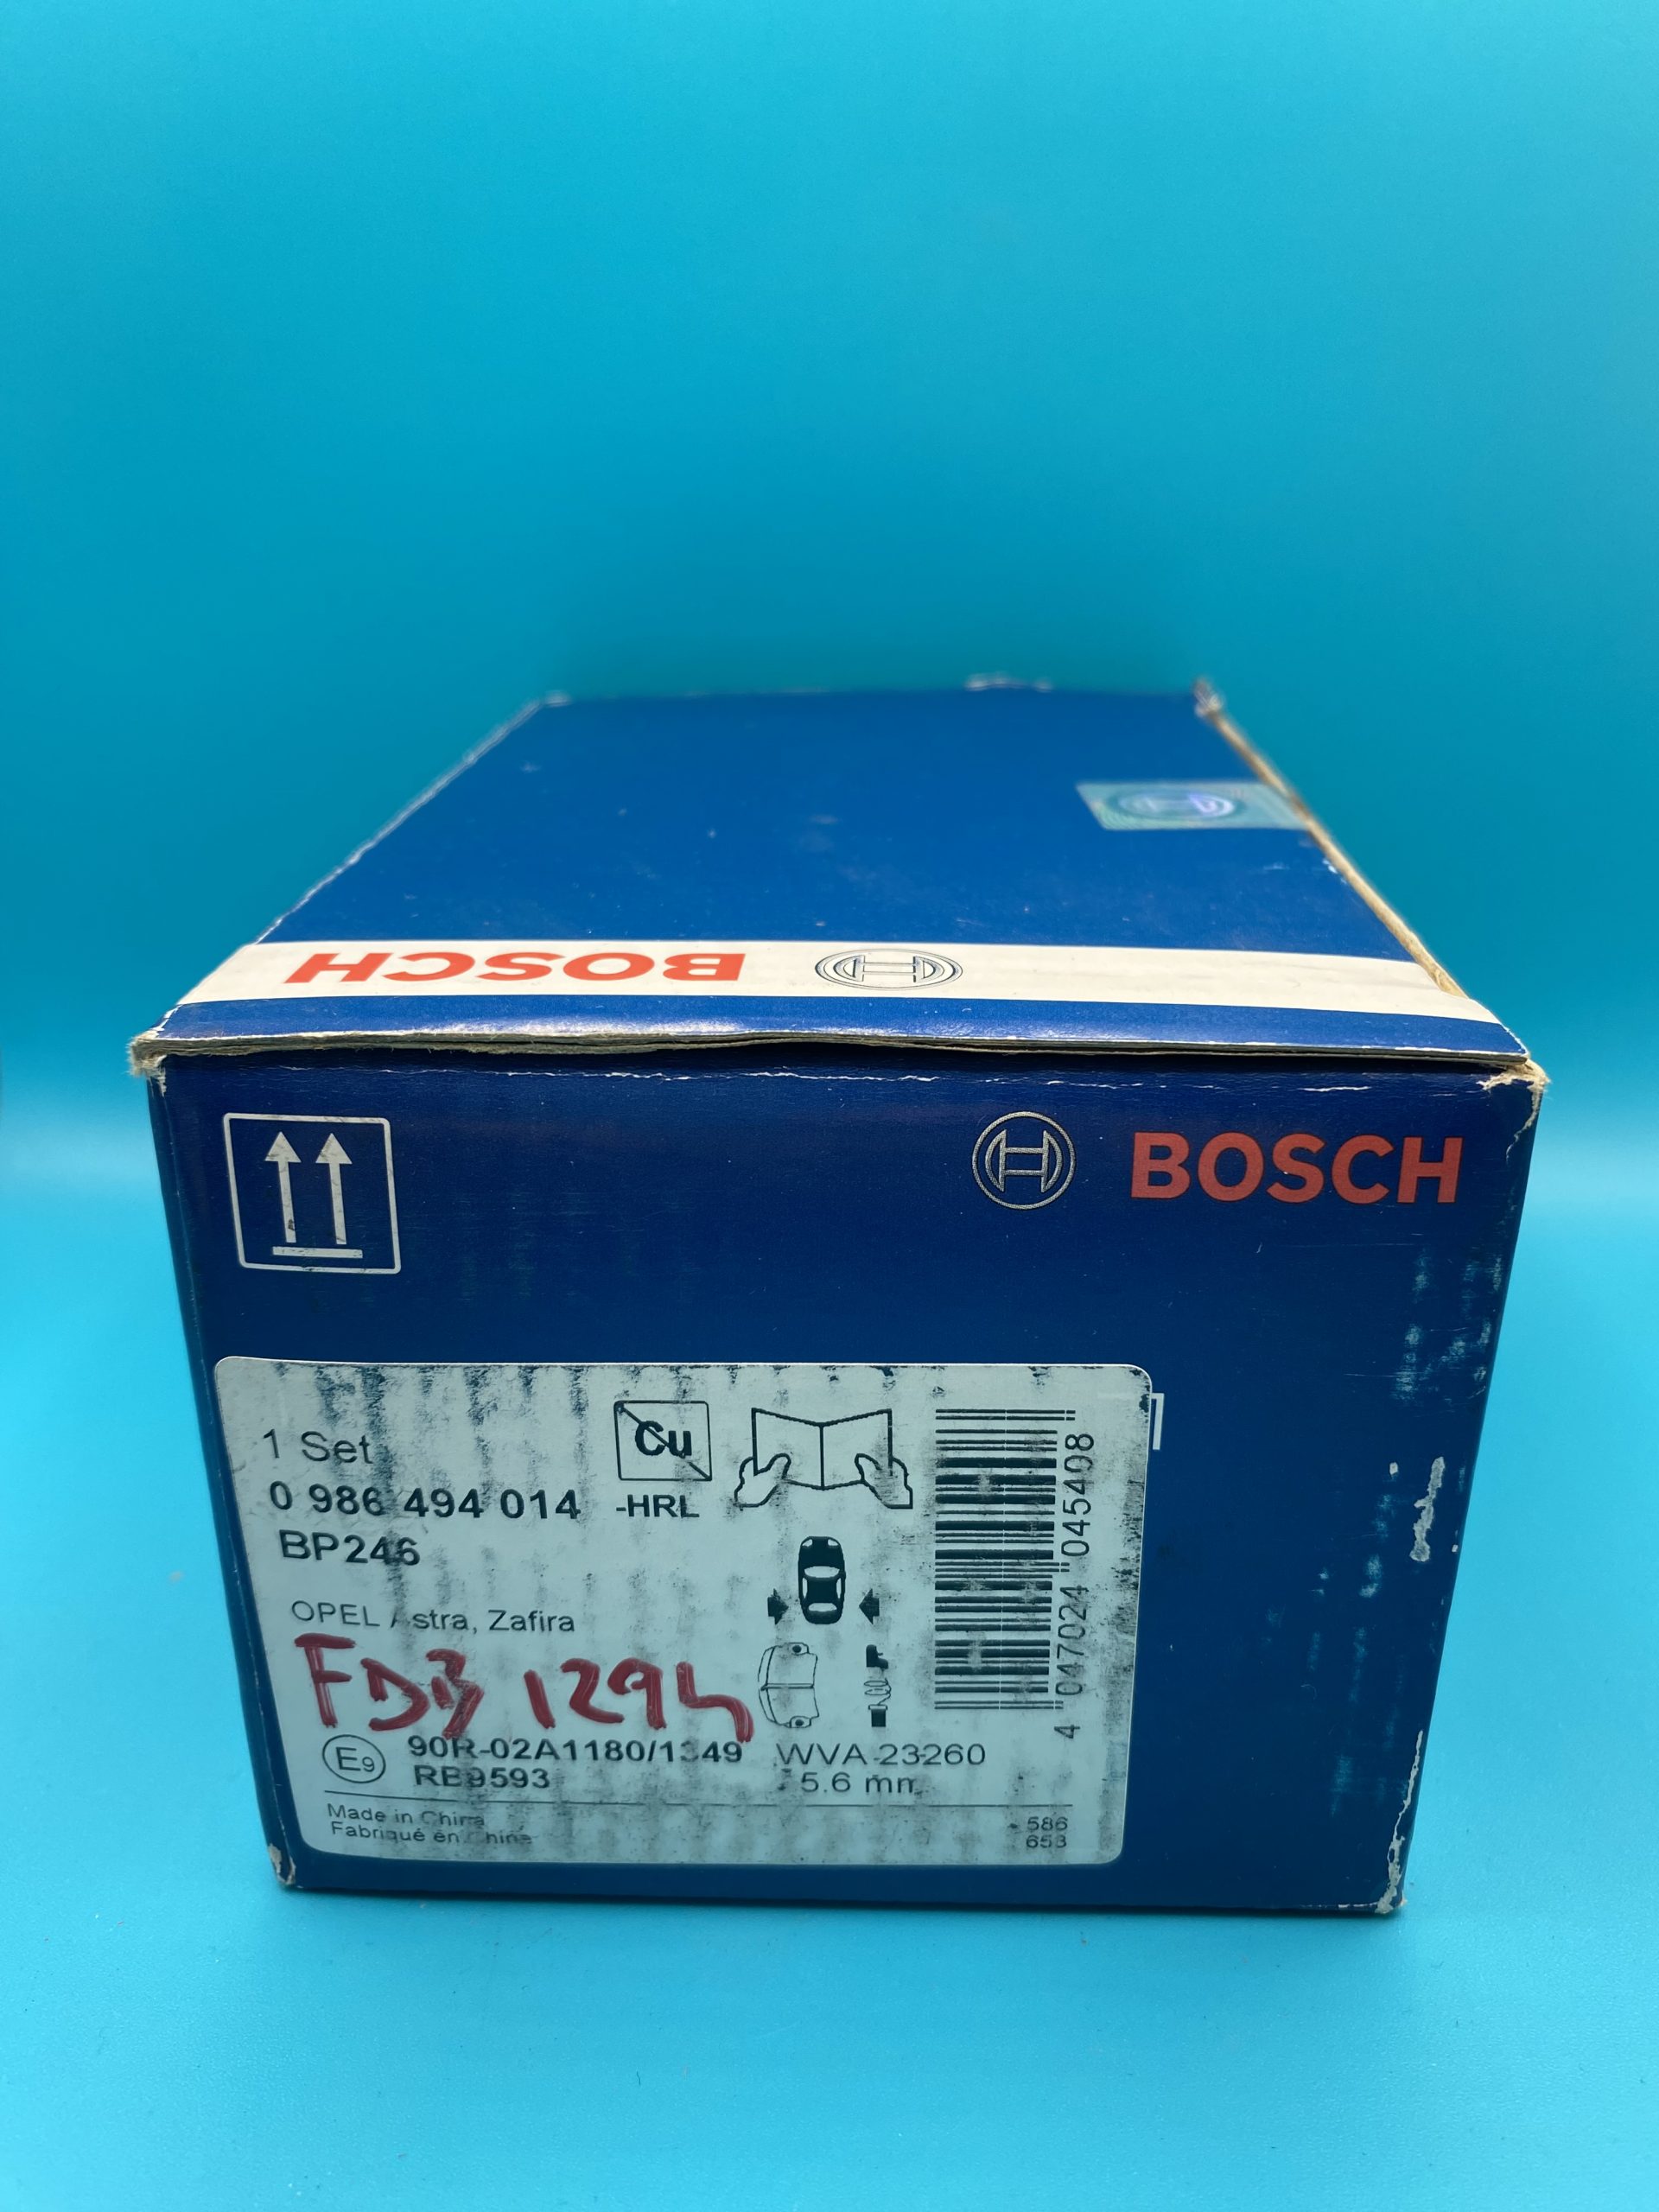 BOSCH
BOSCH
1 Set
Cu
0 986 494 014 -HRL
BP246
OPEL Astra, Zafira
FDB 1294
E9
90R-02A1180/1349
RB9593
WVA 23260
15.6 mm
Made in China
Fabriqué en Chine
586
653
4 047024 045408